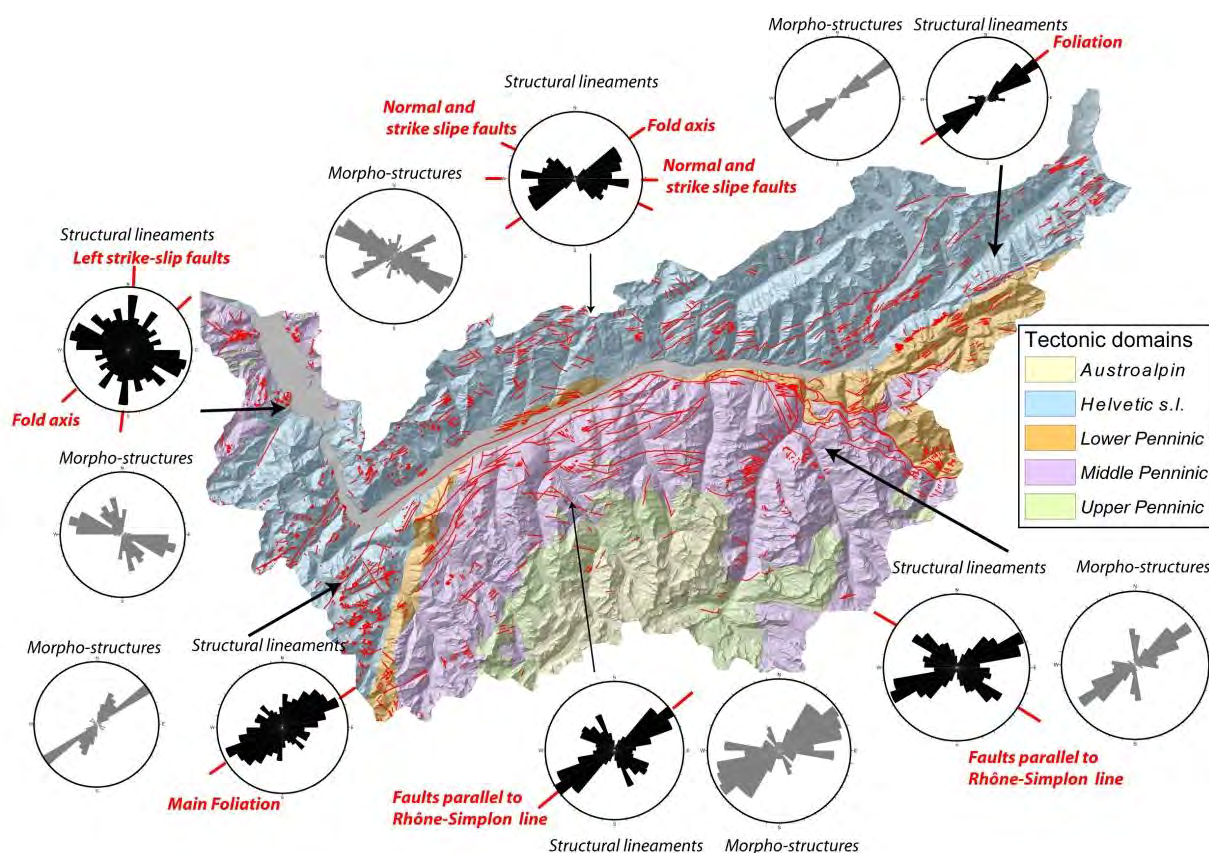 Morpho-structures
Structural lineaments
Foliation
Structural lineaments
Normal and
strike slipe faults
Fold axis
Normal and
strike slipe faults
Morpho-structures
Structural lineaments
Left strike-slip faults
Fold axis
Morpho-structures
Tectonic domains
Austroalpin
Helvetic s.l.
Lower Penninic
Middle Penninic
Upper Penninic
Structural lineaments
Morpho-structures
Faults parallel to
Rhône-Simplon line
Morpho-structures
Structural lineaments
Main Foliation
Faults parallel to
Rhône-Simplon line
Structural lineaments
Morpho-structures